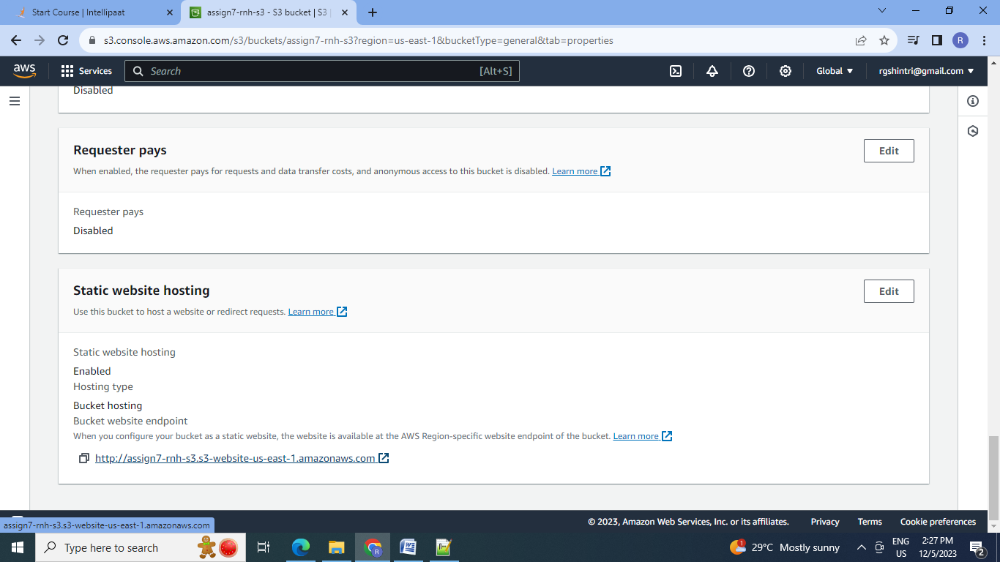 Start Course | Intellipaat
assign7-rnh-s3 - S3 bucket | S3 |
s3.console.aws.amazon.com/s3/buckets/assign7-rnh-s3?region=us-east-1&bucketType=general&tab=properties
R
aws Services Search [Alt+S] Global rgshintri@gmail.com
Disabled
Requester pays
Edit
When enabled, the requester pays for requests and data transfer costs, and anonymous access to this bucket is disabled. Learn more
Requester pays
Disabled
Static website hosting
Edit
Use this bucket to host a website or redirect requests. Learn more
Static website hosting
Enabled
Hosting type
Bucket hosting
Bucket website endpoint
When you configure your bucket as a static website, the website is available at the AWS Region-specific website endpoint of the bucket. Learn more
http://assign7-rnh-s3.s3-website-us-east-1.amazonaws.com
assign7-rnh-s3.s3-website-us-east-1.amazonaws.com
© 2023, Amazon Web Services, Inc. or its affiliates. Privacy Terms Cookie preferences
Type here to search
R
W
1
29°C Mostly sunny
ENG
US
2:27 PM
12/5/2023
2